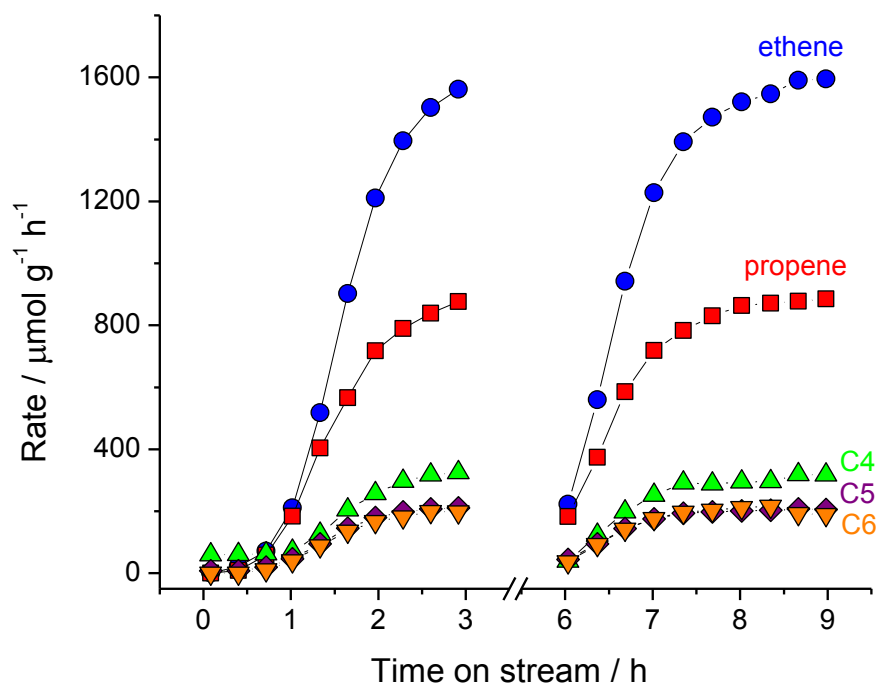 ethene
1600
1200
propene
800
400
C4
C5
C6
0
0 1 2 3 6 7 8 9
Rate / μmol g⁻¹ h⁻¹
Time on stream / h